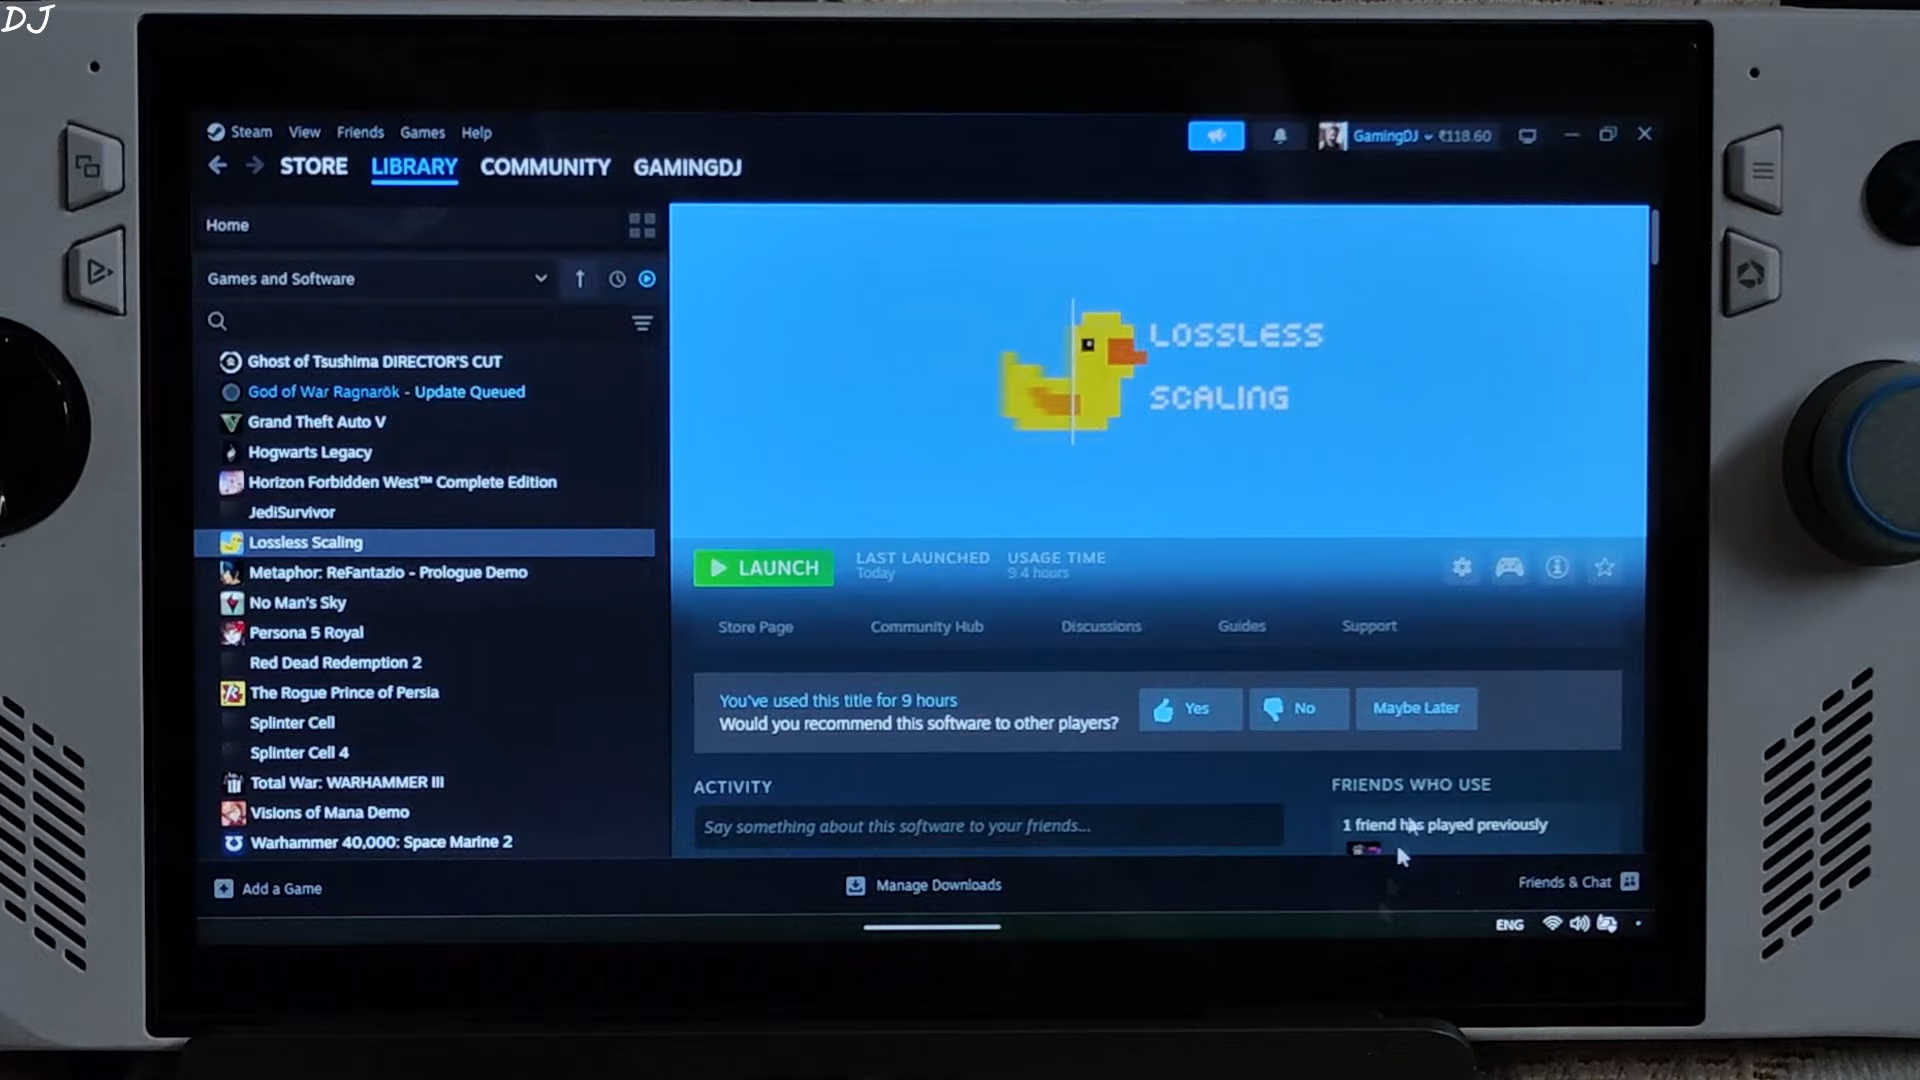 DJ
Steam View Friends Games Help
GamingDJ ₹118.60
STORE LIBRARY COMMUNITY GAMINGDJ
Home
Games and Software
Ghost of Tsushima DIRECTOR'S CUT
God of War Ragnarök - Update Queued
Grand Theft Auto V
Hogwarts Legacy
Horizon Forbidden West™ Complete Edition
JediSurvivor
Lossless Scaling
Metaphor: ReFantazio - Prologue Demo
No Man's Sky
Persona 5 Royal
Red Dead Redemption 2
The Rogue Prince of Persia
Splinter Cell
Splinter Cell 4
Total War: WARHAMMER III
Visions of Mana Demo
Warhammer 40,000: Space Marine 2
Add a Game
LOSSLESS
SCALING
LAUNCH
LAST LAUNCHED
Today
USAGE TIME
9.4 hours
Store Page Community Hub Discussions Guides Support
You've used this title for 9 hours
Would you recommend this software to other players?
Yes No Maybe Later
ACTIVITY
Say something about this software to your friends...
FRIENDS WHO USE
1 friend has played previously
Manage Downloads
Friends & Chat
ENG